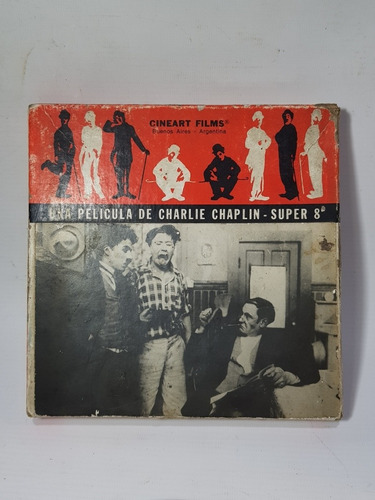 CINEART FILMS®
Buenos Aires - Argentina
UNA PELICULA DE CHARLIE CHAPLIN - SUPER 8®